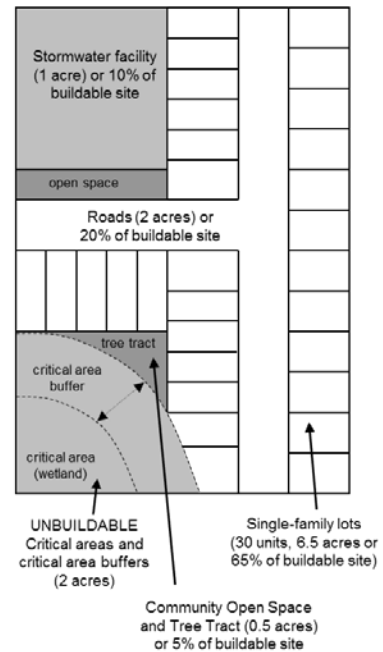 Stormwater facility
(1 acre) or 10% of
buildable site
open space
Roads (2 acres) or
20% of buildable site
tree tract
critical area
buffer
critical area
(wetland)
UNBUILDABLE
Critical areas and
critical area buffers
(2 acres)
Single-family lots
(30 units, 6.5 acres or
65% of buildable site)
Community Open Space
and Tree Tract (0.5 acres)
or 5% of buildable site